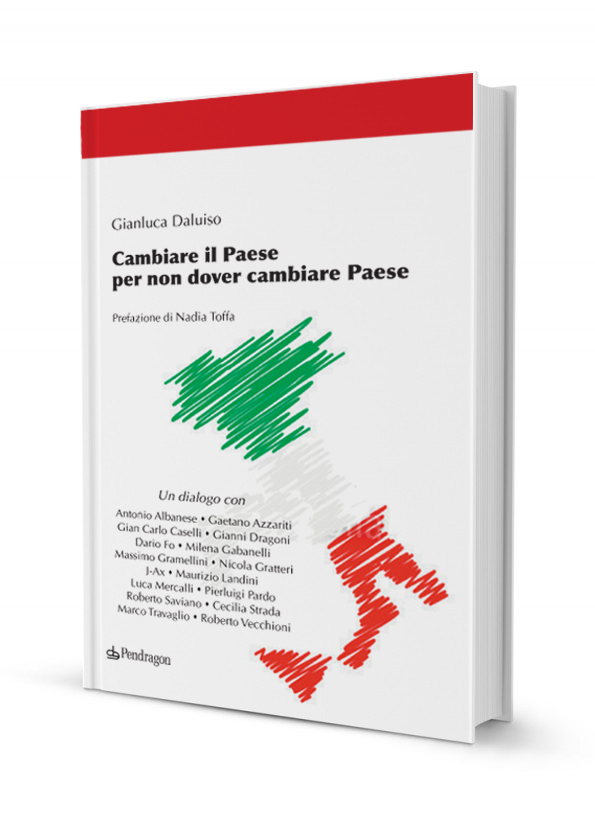 Gianluca Daluiso
Cambiare il Paese
per non dover cambiare Paese
Prefazione di Nadia Toffa
Un dialogo con
Antonio Albanese • Gaetano Azzariti
Gian Carlo Caselli • Gianni Dragoni
Dario Fo • Milena Gabanelli
Massimo Gramellini • Nicola Gratteri
J-Ax • Maurizio Landini
Luca Mercalli • Pierluigi Pardo
Roberto Saviano • Cecilia Strada
Marco Travaglio • Roberto Vecchioni
Pendragon